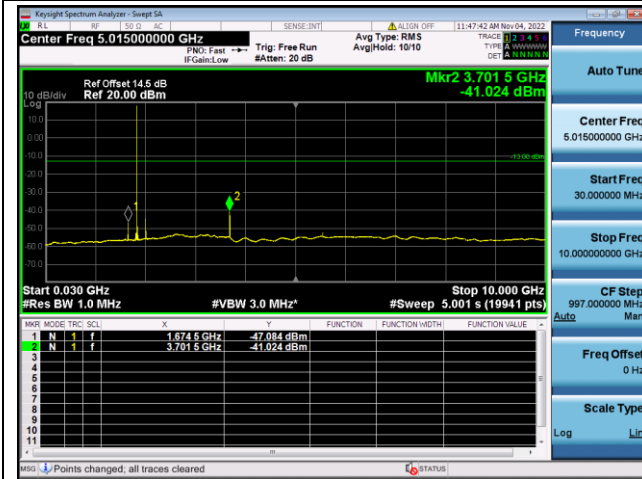 Keysight Spectrum Analyzer - Swept SA
RL RF 50 Ω AC SENSE:INT ALIGN OFF 11:47:42 AM Nov 04, 2022
Center Freq 5.015000000 GHz
PNO: Fast
IFGain:Low
Trig: Free Run
#Atten: 20 dB
Avg Type: RMS
Avg|Hold: 10/10
TRACE 1 2 3 4 5 6
TYPE A WWWWW
DET A N N N N N
Ref Offset 14.5 dB
Ref 20.00 dBm
Mkr2 3.701 5 GHz
-41.024 dBm
10 dB/div
Log
10.0
0.00
-10.0
-13.00 dBm
-20.0
-30.0
-40.0
-50.0
-60.0
-70.0
1
2
Start 0.030 GHz Stop 10.000 GHz
#Res BW 1.0 MHz #VBW 3.0 MHz* #Sweep 5.001 s (19941 pts)
MKR MODE TRC SCL X Y FUNCTION FUNCTION WIDTH FUNCTION VALUE
1 N 1 f 1.674 5 GHz -47.084 dBm
2 N 1 f 3.701 5 GHz -41.024 dBm
3
4
5
6
7
8
9
10
11
MSG Points changed; all traces cleared STATUS
Frequency
Auto Tune
Center Freq
5.015000000 GHz
Start Freq
30.000000 MHz
Stop Freq
10.000000000 GHz
CF Step
997.000000 MHz
Auto Man
Freq Offset
0 Hz
Scale Type
Log Lin